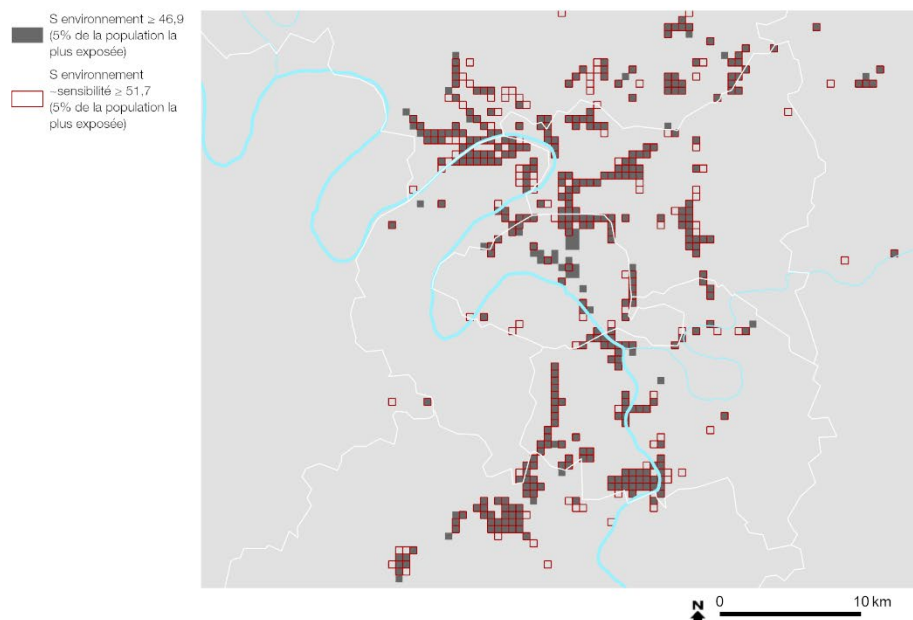 S environnement ≥ 46,9
(5% de la population la
plus exposée)
S environnement
~sensibilité ≥ 51,7
(5% de la population la
plus exposée)
N
0
10 km